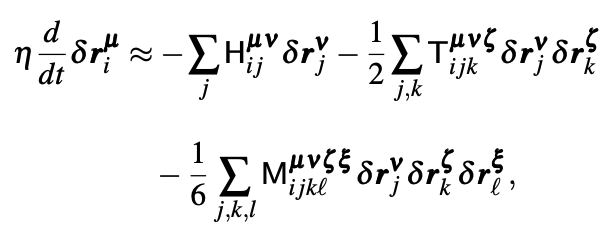 η d/dt δr_i^μ ≈ − ∑_j H_{ij}^{μν} δr_j^ν − 1/2 ∑_{j,k} T_{ijk}^{μνζ} δr_j^ν δr_k^ζ
− 1/6 ∑_{j,k,l} M_{ijkℓ}^{μνζξ} δr_j^ν δr_k^ζ δr_ℓ^ξ ,